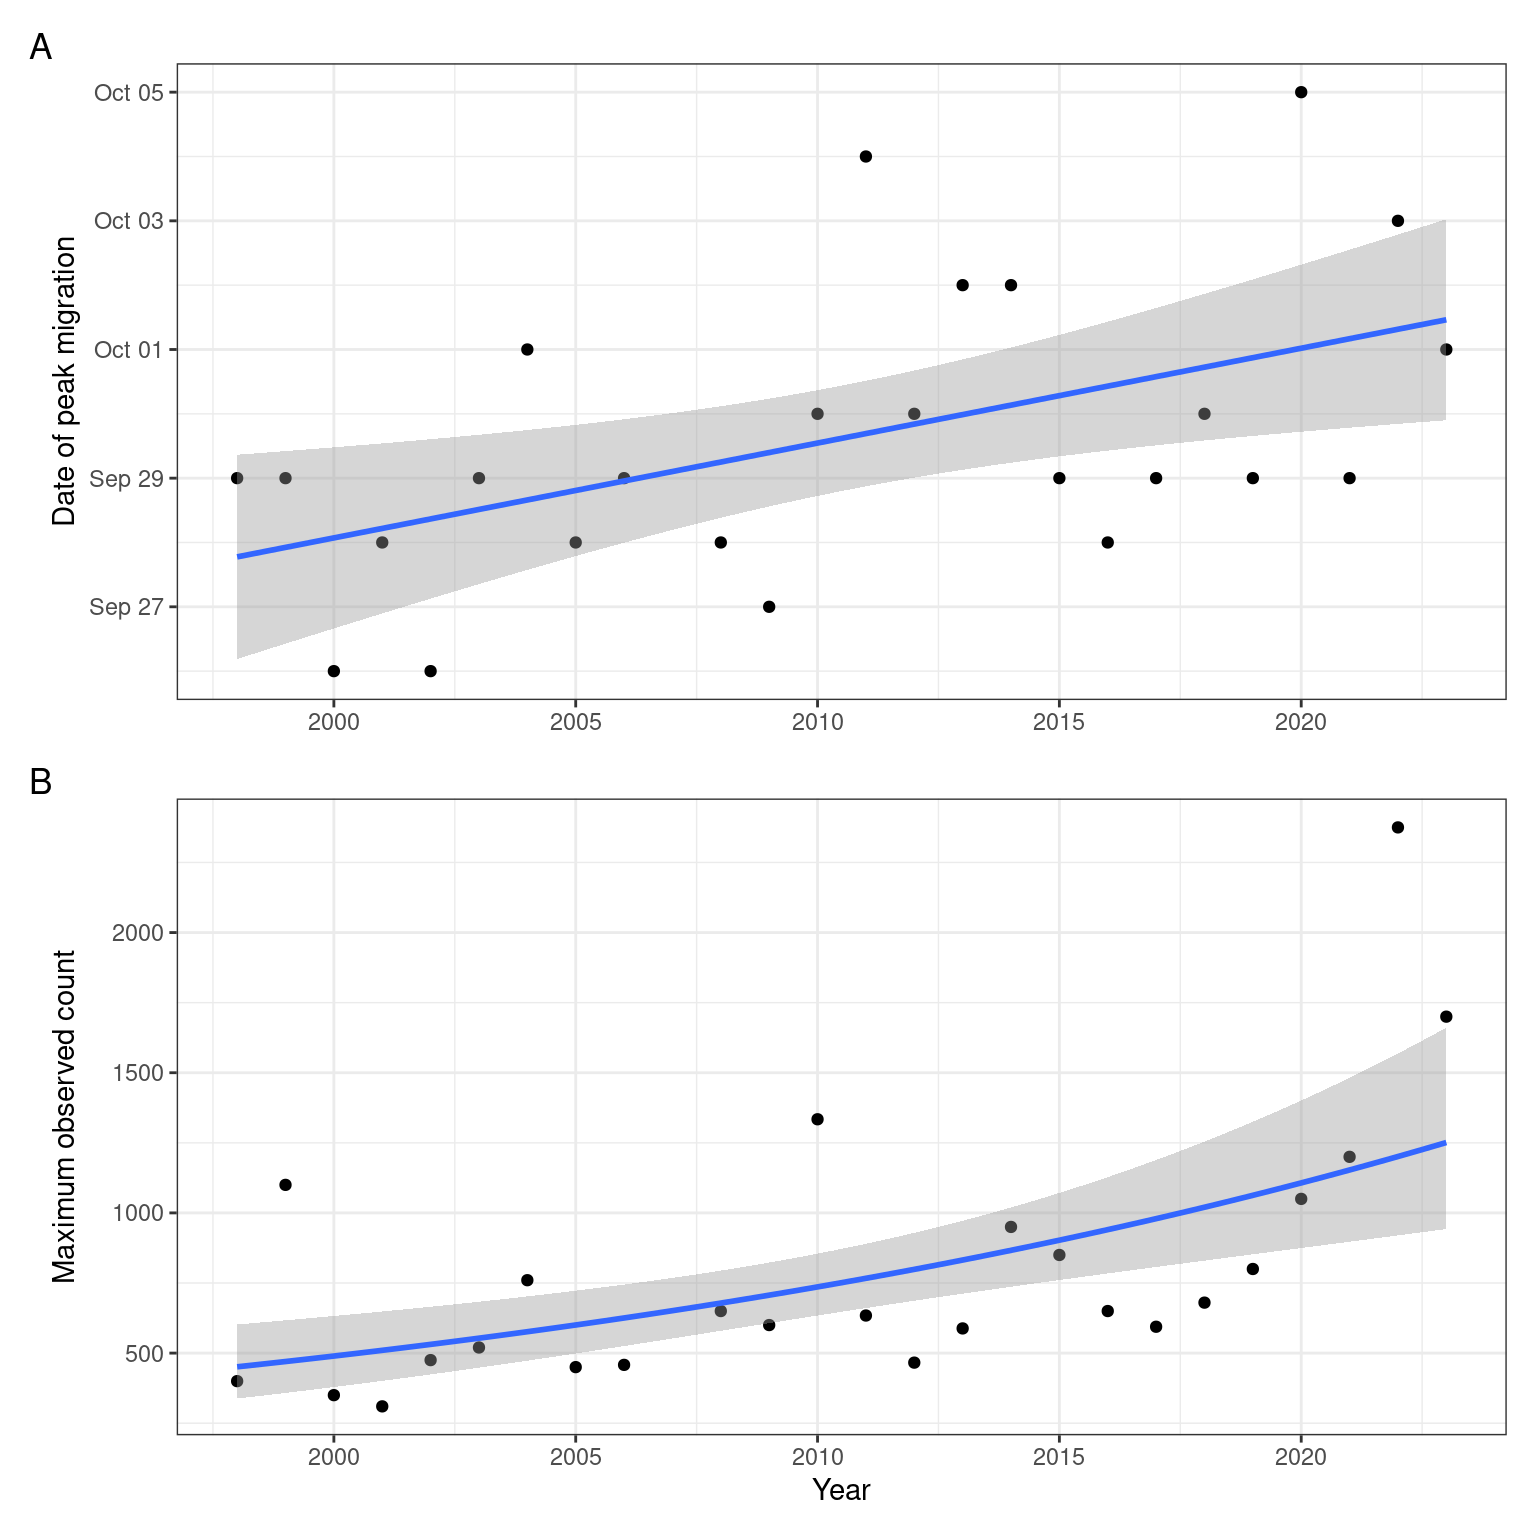 A
Date of peak migration
Oct 05
Oct 03
Oct 01
Sep 29
Sep 27
2000 2005 2010 2015 2020
B
Maximum observed count
2000
1500
1000
500
2000 2005 2010 2015 2020
Year